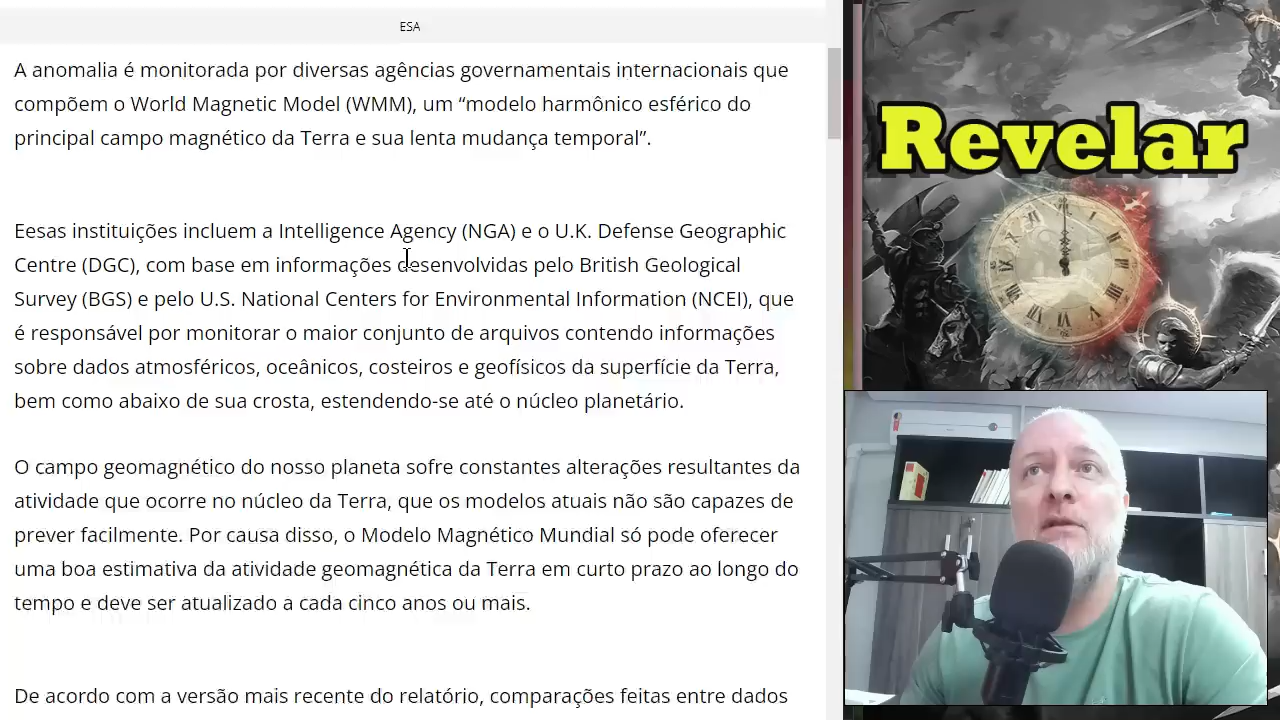 ESA
A anomalia é monitorada por diversas agências governamentais internacionais que
compõem o World Magnetic Model (WMM), um “modelo harmônico esférico do
principal campo magnético da Terra e sua lenta mudança temporal”.
Eesas instituições incluem a Intelligence Agency (NGA) e o U.K. Defense Geographic
Centre (DGC), com base em informações desenvolvidas pelo British Geological
Survey (BGS) e pelo U.S. National Centers for Environmental Information (NCEI), que
é responsável por monitorar o maior conjunto de arquivos contendo informações
sobre dados atmosféricos, oceânicos, costeiros e geofísicos da superfície da Terra,
bem como abaixo de sua crosta, estendendo-se até o núcleo planetário.
O campo geomagnético do nosso planeta sofre constantes alterações resultantes da
atividade que ocorre no núcleo da Terra, que os modelos atuais não são capazes de
prever facilmente. Por causa disso, o Modelo Magnético Mundial só pode oferecer
uma boa estimativa da atividade geomagnética da Terra em curto prazo ao longo do
tempo e deve ser atualizado a cada cinco anos ou mais.
De acordo com a versão mais recente do relatório, comparações feitas entre dados
Revelar